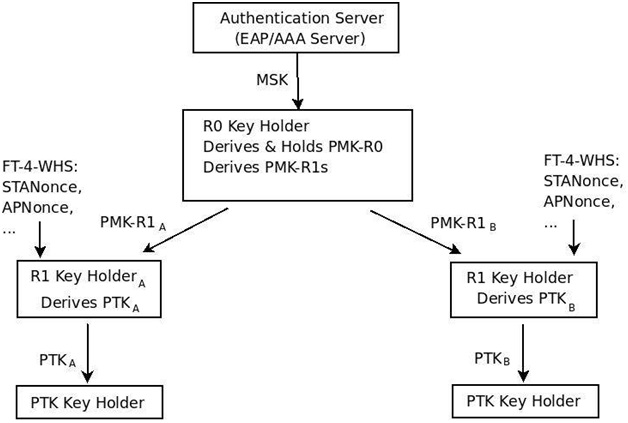 Authentication Server
(EAP/AAA Server)
MSK
R0 Key Holder
Derives & Holds PMK-R0
Derives PMK-R1s
FT-4-WHS:
STANonce,
APNonce,
...
FT-4-WHS:
STANonce,
APNonce,
...
PMK-R1 A
PMK-R1 B
R1 Key Holder A
Derives PTK A
R1 Key Holder
Derives PTK B
PTK A
PTK B
PTK Key Holder
PTK Key Holder